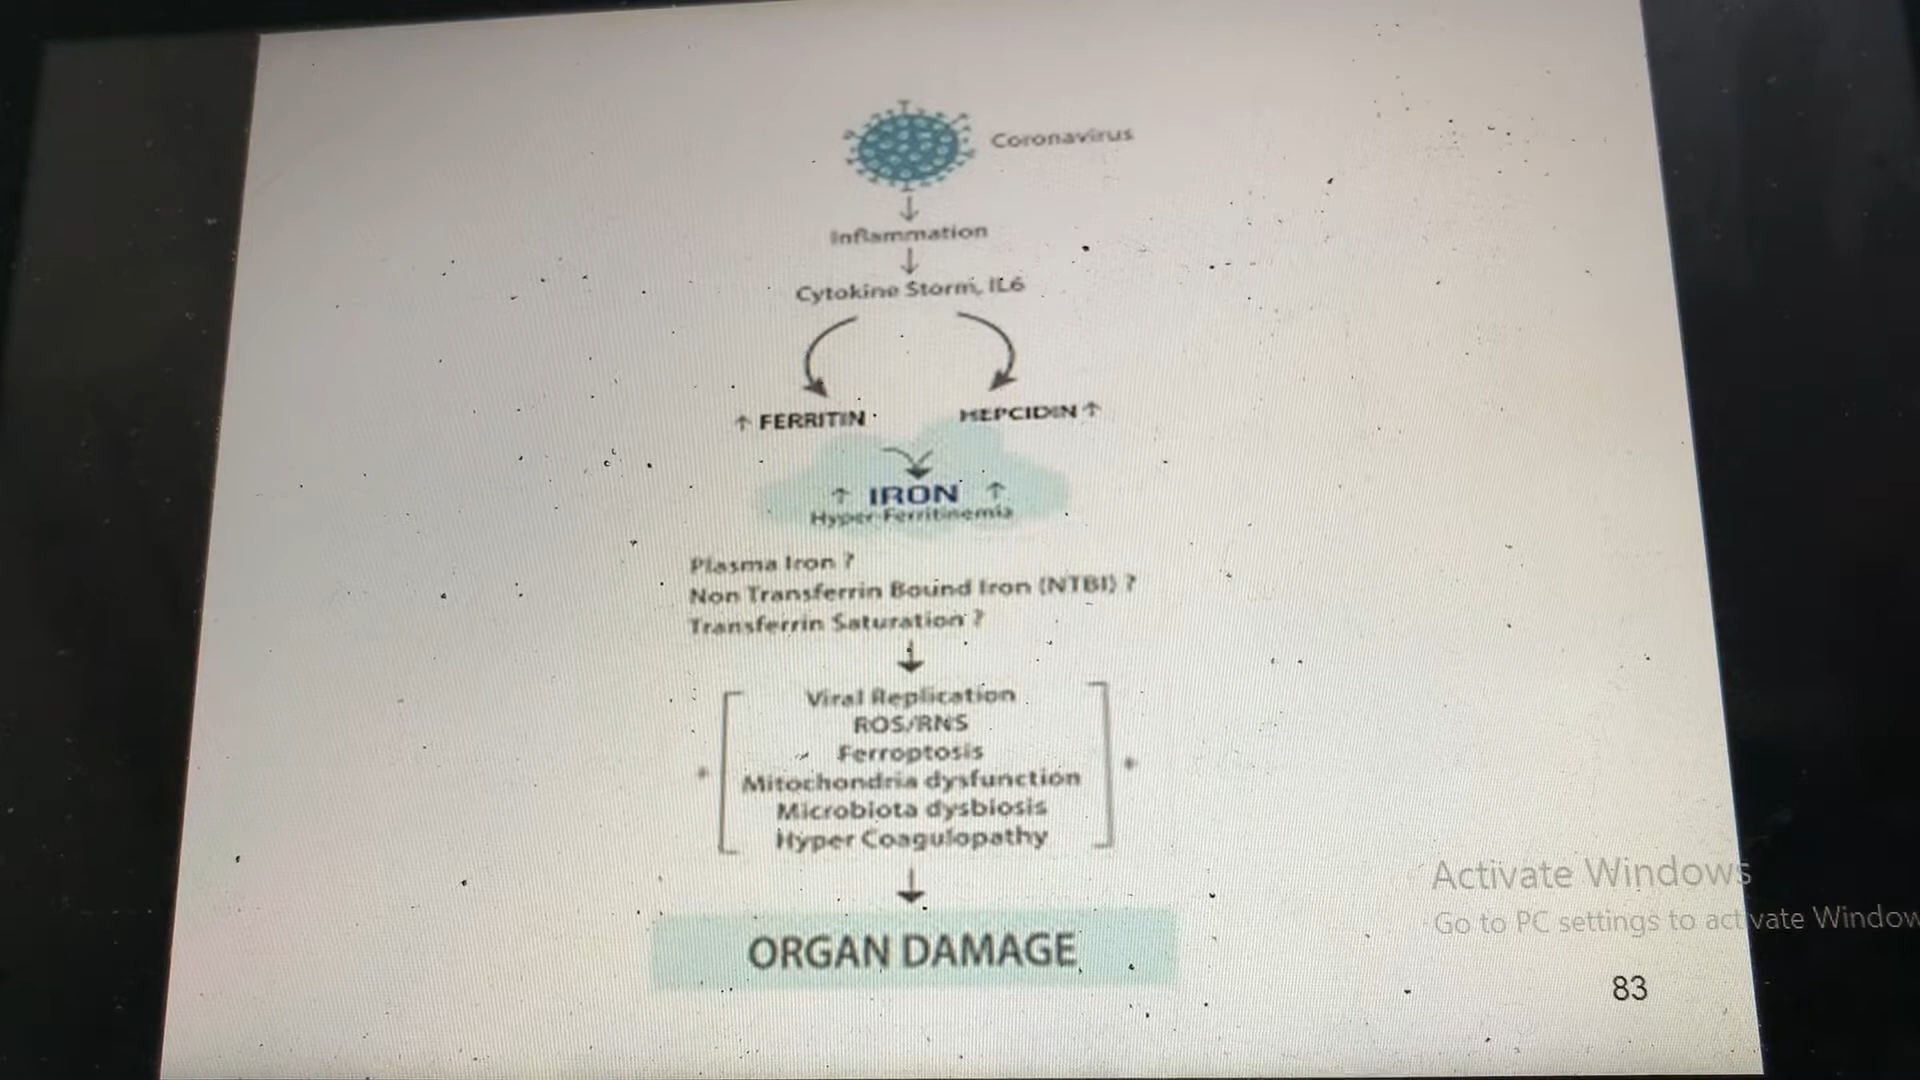 Coronavirus
Inflammation
Cytokine Storm, IL6
↑ FERRITIN
HEPCIDIN ↑
↑ IRON ↑
Hyper Ferritinemia
Plasma Iron ?
Non Transferrin Bound Iron (NTBI) ?
Transferrin Saturation ?
Viral Replication
ROS/RNS
Ferroptosis
Mitochondria dysfunction
Microbiota dysbiosis
Hyper Coagulopathy
ORGAN DAMAGE
Activate Windows
Go to PC settings to activate Window
83